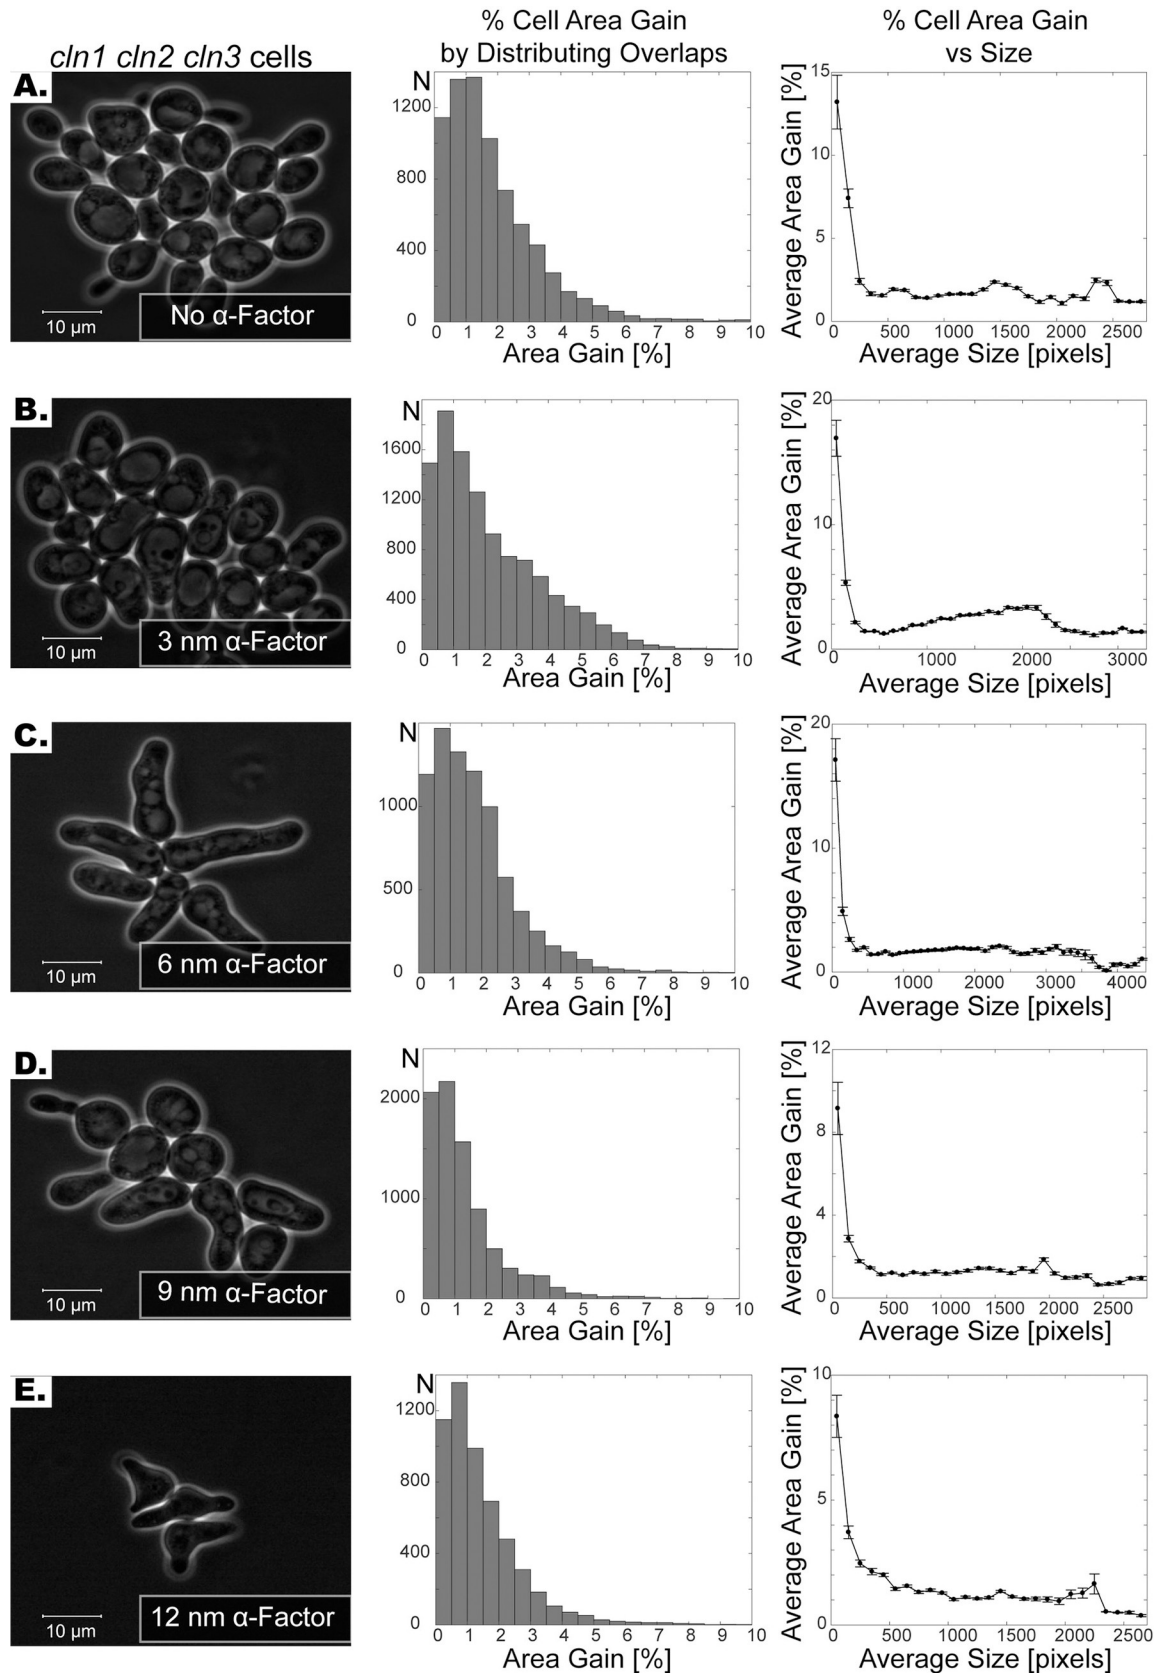 cln1 cln2 cln3 cells
% Cell Area Gain
by Distributing Overlaps
% Cell Area Gain
vs Size
A.
10 µm
No α-Factor
N
1200
800
400
0
0 1 2 3 4 5 6 7 8 9 10
Area Gain [%]
Average Area Gain [%]
15
10
5
0
0 500 1000 1500 2000 2500
Average Size [pixels]
B.
10 µm
3 nm α-Factor
N
1600
1200
800
400
0
0 1 2 3 4 5 6 7 8 9 10
Area Gain [%]
Average Area Gain [%]
20
10
0
0 1000 2000 3000
Average Size [pixels]
C.
10 µm
6 nm α-Factor
N
1000
500
0
0 1 2 3 4 5 6 7 8 9 10
Area Gain [%]
Average Area Gain [%]
20
10
0
0 1000 2000 3000 4000
Average Size [pixels]
D.
10 µm
9 nm α-Factor
N
2000
1000
0
0 1 2 3 4 5 6 7 8 9 10
Area Gain [%]
Average Area Gain [%]
12
8
4
0
0 500 1000 1500 2000 2500
Average Size [pixels]
E.
10 µm
12 nm α-Factor
N
1200
800
400
0
0 1 2 3 4 5 6 7 8 9 10
Area Gain [%]
Average Area Gain [%]
10
5
0
0 500 1000 1500 2000 2500
Average Size [pixels]